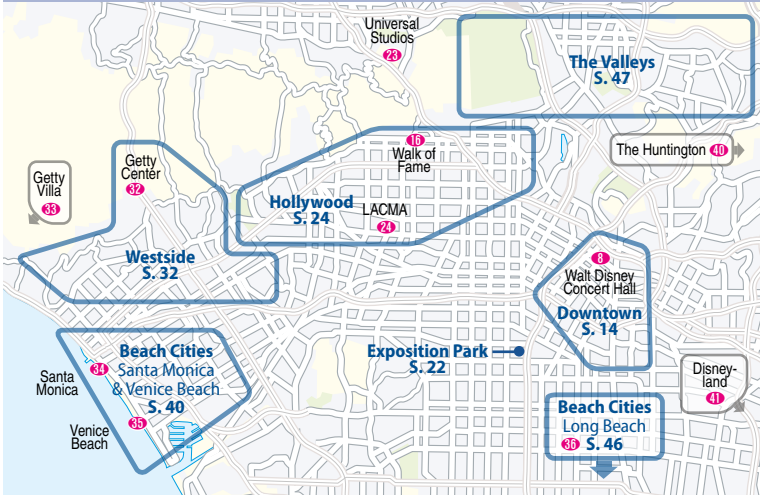 Universal
Studios
23
The Valleys
S. 47
16
Walk of
Fame
The Huntington 40
Getty
Center
32
Getty
Villa
33
Hollywood
S. 24
LACMA
24
Westside
S. 32
8
Walt Disney
Concert Hall
Downtown
S. 14
Beach Cities
Santa Monica
& Venice Beach
S. 40
34
Santa
Monica
35
Venice
Beach
Exposition Park
S. 22
Disney-
land
41
Beach Cities
Long Beach
36 S. 46